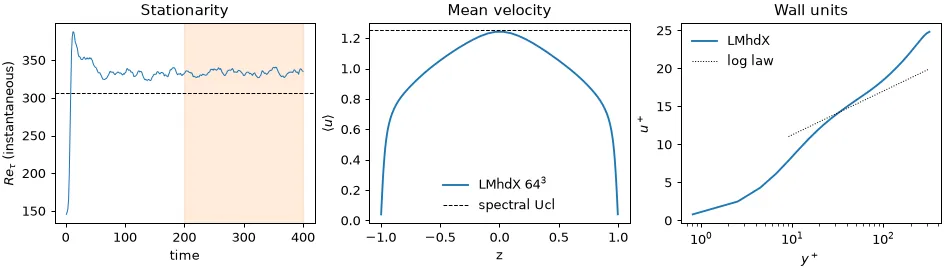 Stationarity
Re_τ (instantaneous)
350
300
250
200
150
0 100 200 300 400
time
Mean velocity
⟨u⟩
1.2
1.0
0.8
0.6
0.4
0.2
0.0
LMhdX 64³
spectral Ucl
−1.0 −0.5 0.0 0.5 1.0
z
Wall units
u⁺
25
20
15
10
5
0
LMhdX
log law
10⁰ 10¹ 10²
y⁺